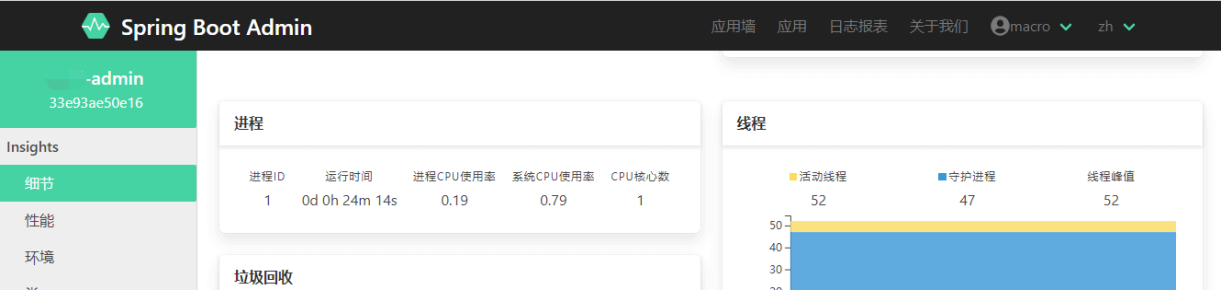 Spring Boot Admin 应用墙 应用 日志报表 关于我们 macro zh
-admin
33e93ae50e16
Insights
细节
性能
环境
进程
进程ID 运行时间 进程CPU使用率 系统CPU使用率 CPU核心数
1 0d 0h 24m 14s 0.19 0.79 1
垃圾回收
线程
活动线程 守护进程 线程峰值
52 47 52
50
40
30